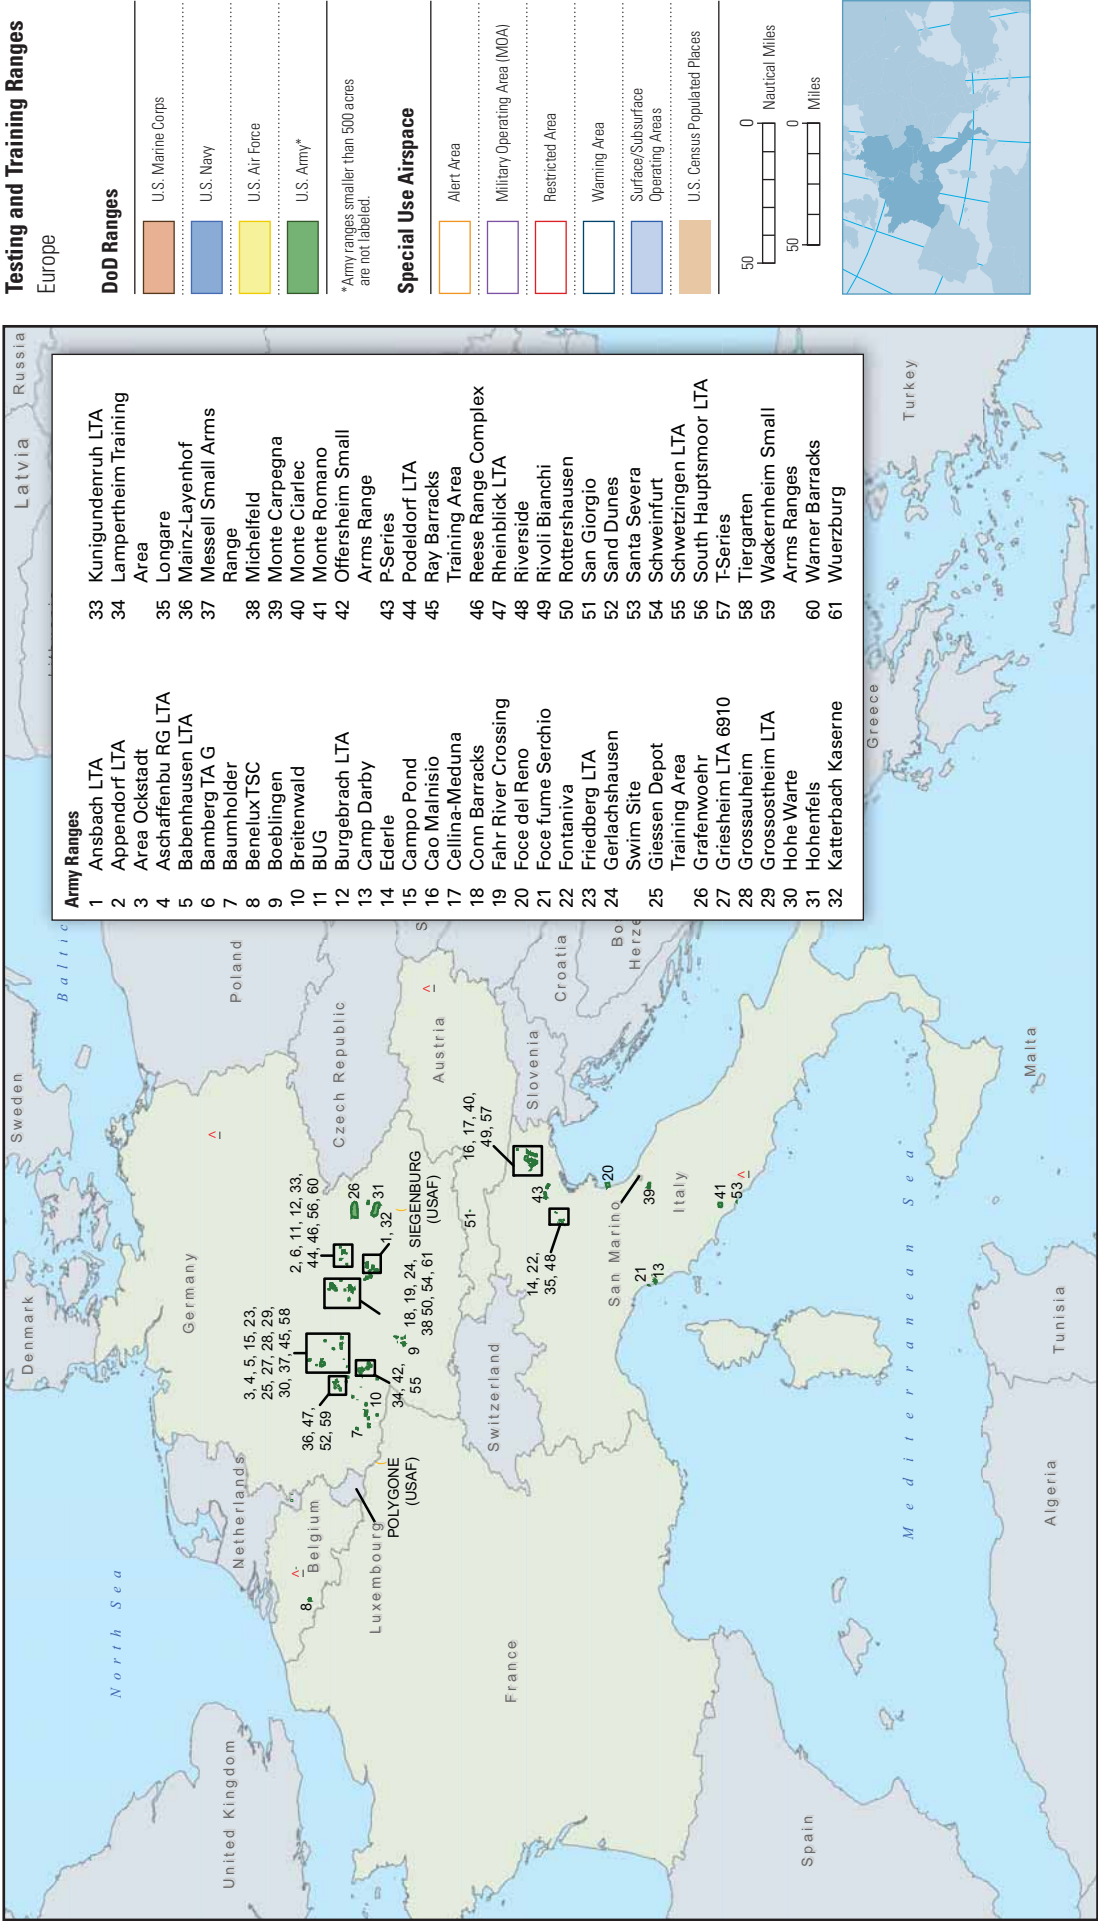 Testing and Training Ranges
Europe
DoD Ranges
U.S. Marine Corps
U.S. Navy
U.S. Air Force
U.S. Army*
*Army ranges smaller than 500 acres
are not labeled.
Special Use Airspace
Alert Area
Military Operating Area (MOA)
Restricted Area
Warning Area
Surface/Subsurface
Operating Areas
U.S. Census Populated Places
50 0
Nautical Miles
50 0
Miles
Army Ranges
1 Ansbach LTA
2 Appendorf LTA
3 Area Ockstadt
4 Aschaffenbu RG LTA
5 Babenhausen LTA
6 Bamberg TA G
7 Baumholder
8 Benelux TSC
9 Boeblingen
10 Breitenwald
11 BUG
12 Burgebrach LTA
13 Camp Darby
14 Ederle
15 Campo Pond
16 Cao Malnisio
17 Cellina-Meduna
18 Conn Barracks
19 Fahr River Crossing
20 Foce del Reno
21 Foce fume Serchio
22 Fontaniva
23 Friedberg LTA
24 Gerlachshausen
Swim Site
25 Giessen Depot
Training Area
26 Grafenwoehr
27 Griesheim LTA 6910
28 Grossauheim
29 Grossostheim LTA
30 Hohe Warte
31 Hohenfels
32 Katterbach Kaserne
33 Kunigundenruh LTA
34 Lampertheim Training
Area
35 Longare
36 Mainz-Layenhof
37 Messell Small Arms
Range
38 Michelfeld
39 Monte Carpegna
40 Monte Ciarlec
41 Monte Romano
42 Offersheim Small
Arms Range
43 P-Series
44 Podeldorf LTA
45 Ray Barracks
Training Area
46 Reese Range Complex
47 Rheinblick LTA
48 Riverside
49 Rivoli Bianchi
50 Rottershausen
51 San Giorgio
52 Sand Dunes
53 Santa Severa
54 Schweinfurt
55 Schwetzingen LTA
56 South Hauptsmoor LTA
57 T-Series
58 Tiergarten
59 Wackernheim Small
Arms Ranges
60 Warner Barracks
61 Wuerzburg
North Sea
Baltic
Mediterranean Sea
United Kingdom
Denmark
Sweden
Latvia
Russia
Netherlands
Belgium
Luxembourg
Germany
Poland
Czech Republic
France
Switzerland
Austria
Slovenia
Croatia
Bo
Herze
S
San Marino
Italy
Spain
Algeria
Tunisia
Malta
Greece
Turkey
POLYGONE
(USAF)
SIEGENBURG
(USAF)
8
36, 47,
52, 59
3, 4, 5, 15, 23,
25, 27, 28, 29,
30, 37, 45, 58
2, 6, 11, 12, 33,
44, 46, 56, 60
26
31
1, 32
7
10
34, 42,
55
9
18, 19, 24,
38 50, 54, 61
51
16, 17, 40,
49, 57
43
14, 22,
35, 48
20
39
21
13
41
53